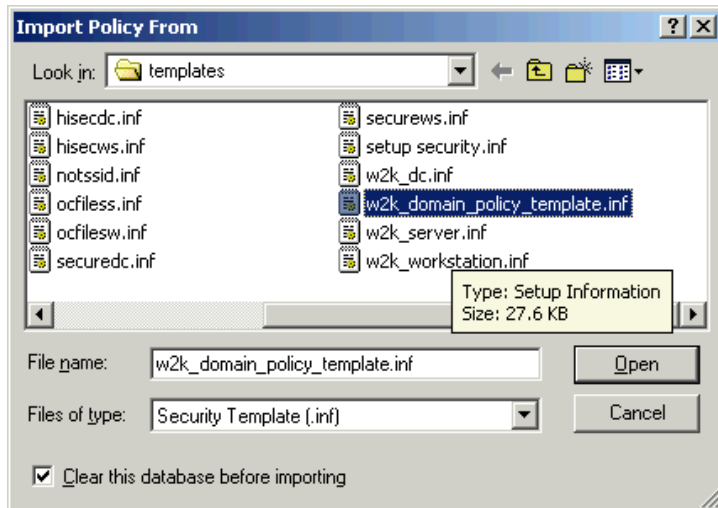 Import Policy From
Look in: templates
hisecdc.inf
hisecws.inf
notssid.inf
ocfiless.inf
ocfilesw.inf
securedc.inf
securews.inf
setup security.inf
w2k_dc.inf
w2k_domain_policy_template.inf
w2k_server.inf
w2k_workstation.inf
Type: Setup Information
Size: 27.6 KB
File name: w2k_domain_policy_template.inf Open
Files of type: Security Template (.inf) Cancel
Clear this database before importing